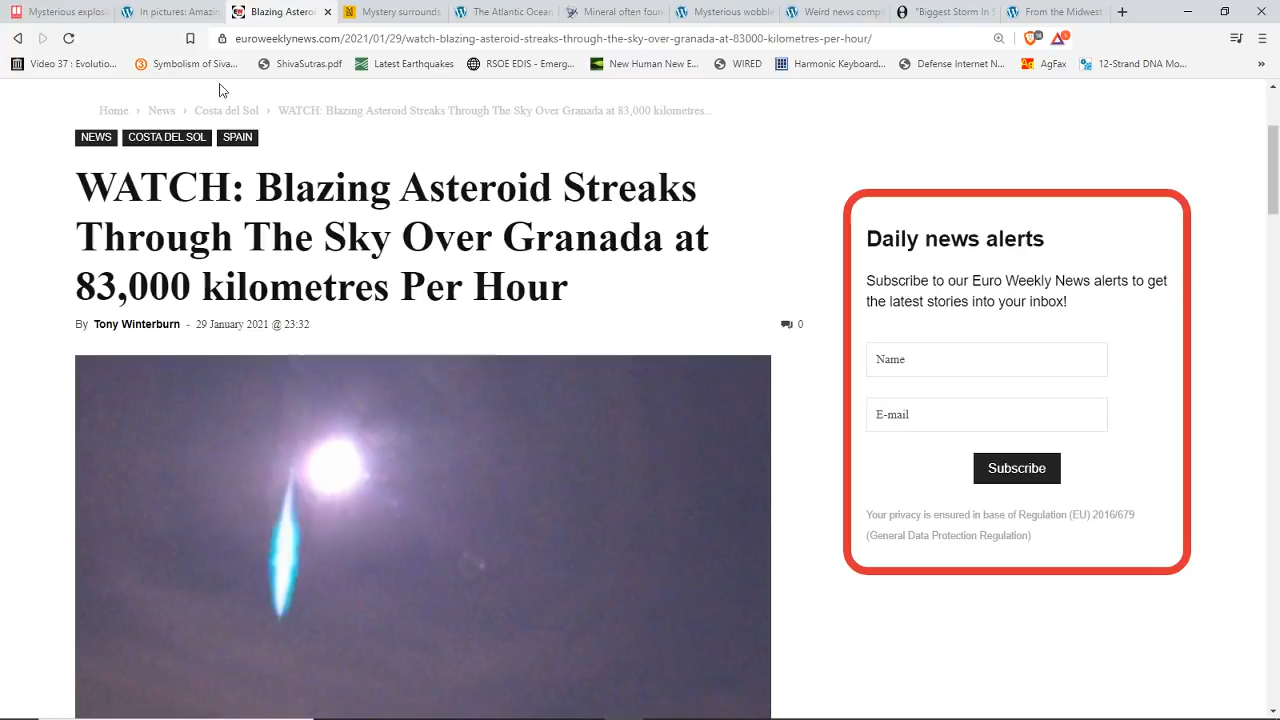 Mysterious explos
In pictures: Amazin
Blazing Asteroi
Mystery surrounds
The Atlantic Ocean
Mineral often foun
Mysterious wobble
Weird news compi
"Biggest Storm In S
From the Midwest
euroweeklynews.com/2021/01/29/watch-blazing-asteroid-streaks-through-the-sky-over-granada-at-83000-kilometres-per-hour/
Video 37 : Evolutio...
Symbolism of Siva...
ShivaSutras.pdf
Latest Earthquakes
RSOE EDIS - Emerg...
New Human New E...
WIRED
Harmonic Keyboard...
Defense Internet N...
AgFax
12-Strand DNA Mo...
Home › News › Costa del Sol › WATCH: Blazing Asteroid Streaks Through The Sky Over Granada at 83,000 kilometres...
NEWS COSTA DEL SOL SPAIN
WATCH: Blazing Asteroid Streaks
Through The Sky Over Granada at
83,000 kilometres Per Hour
By Tony Winterburn - 29 January 2021 @ 23:32
0
Daily news alerts
Subscribe to our Euro Weekly News alerts to get
the latest stories into your inbox!
Name
E-mail
Subscribe
Your privacy is ensured in base of Regulation (EU) 2016/679
(General Data Protection Regulation)